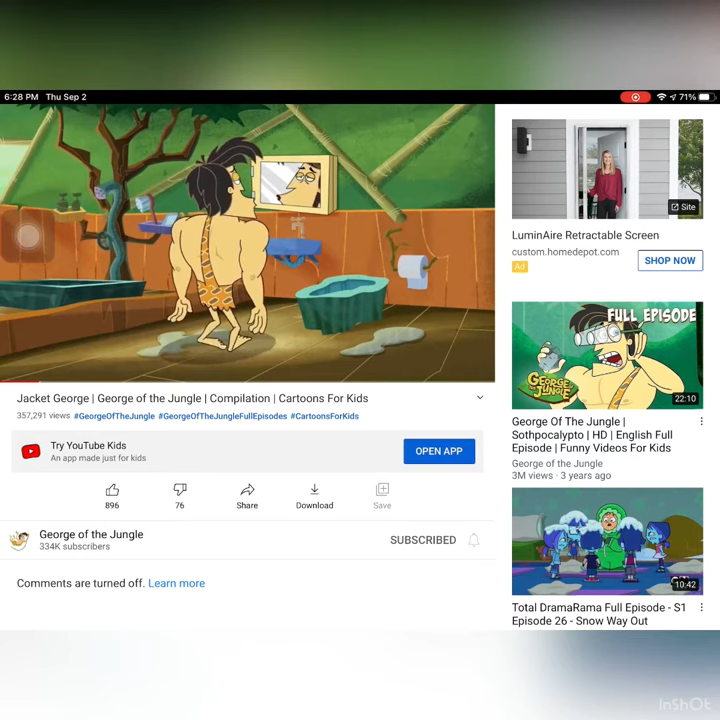 6:28 PM Thu Sep 2
71%
Site
LuminAire Retractable Screen
custom.homedepot.com
Ad
SHOP NOW
FULL EPISODE
GEORGE
OF THE
JUNGLE
22:10
George Of The Jungle |
Sothpocalypto | HD | English Full
Episode | Funny Videos For Kids
George of the Jungle
3M views · 3 years ago
10:42
Total DramaRama Full Episode - S1
Episode 26 - Snow Way Out
Jacket George | George of the Jungle | Compilation | Cartoons For Kids
357,291 views #GeorgeOfTheJungle #GeorgeOfTheJungleFullEpisodes #CartoonsForKids
Try YouTube Kids
An app made just for kids
OPEN APP
896
76
Share
Download
Save
George of the Jungle
334K subscribers
SUBSCRIBED
Comments are turned off. Learn more
InShOt